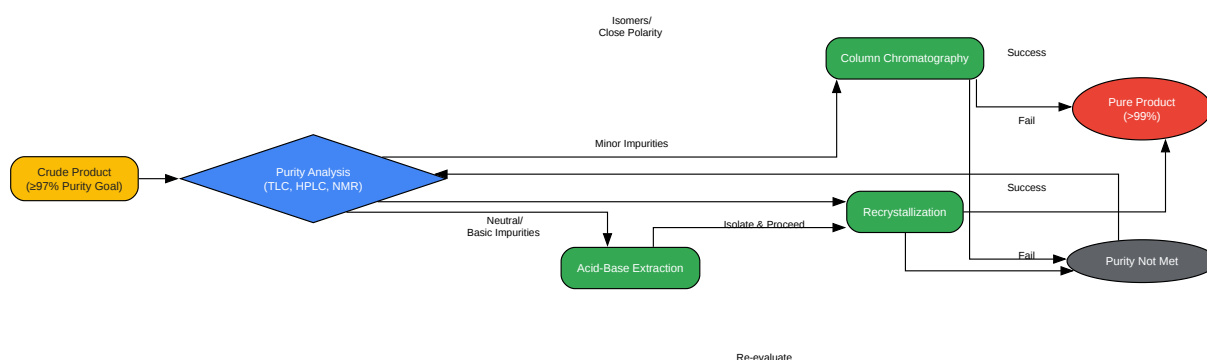 Isomers/
Close Polarity
Column Chromatography
Success
Pure Product
(>99%)
Fail
Minor Impurities
Crude Product
(≥97% Purity Goal)
Purity Analysis
(TLC, HPLC, NMR)
Success
Recrystallization
Neutral/
Basic Impurities
Isolate & Proceed
Acid-Base Extraction
Fail
Purity Not Met
Re-evaluate